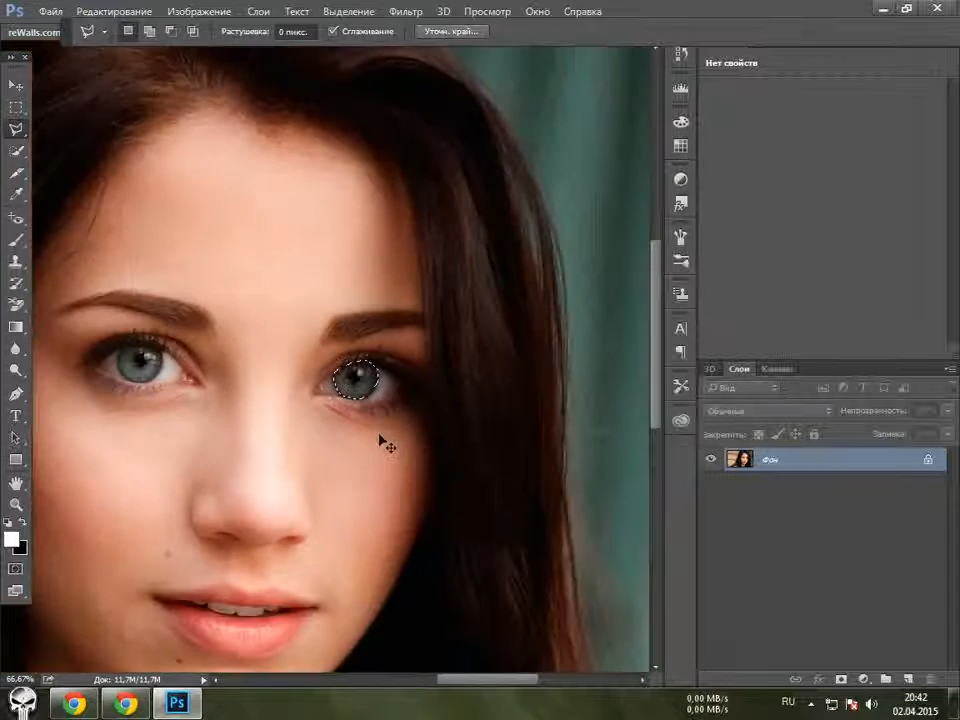 Ps Файл Редактирование Изображение Слои Текст Выделение Фильтр 3D Просмотр Окно Справка
reWalls.com Растушевка: 0 пикс. Сглаживание Уточн. край...
Нет свойств
3D Слои Каналы
Вид
Обычные Непрозрачность:
Закрепить: Заливка:
Фон
66,67% Док: 11,7M/11,7M
Ps 0,00 MB/s 0,00 MB/s RU 20:42 02.04.2015